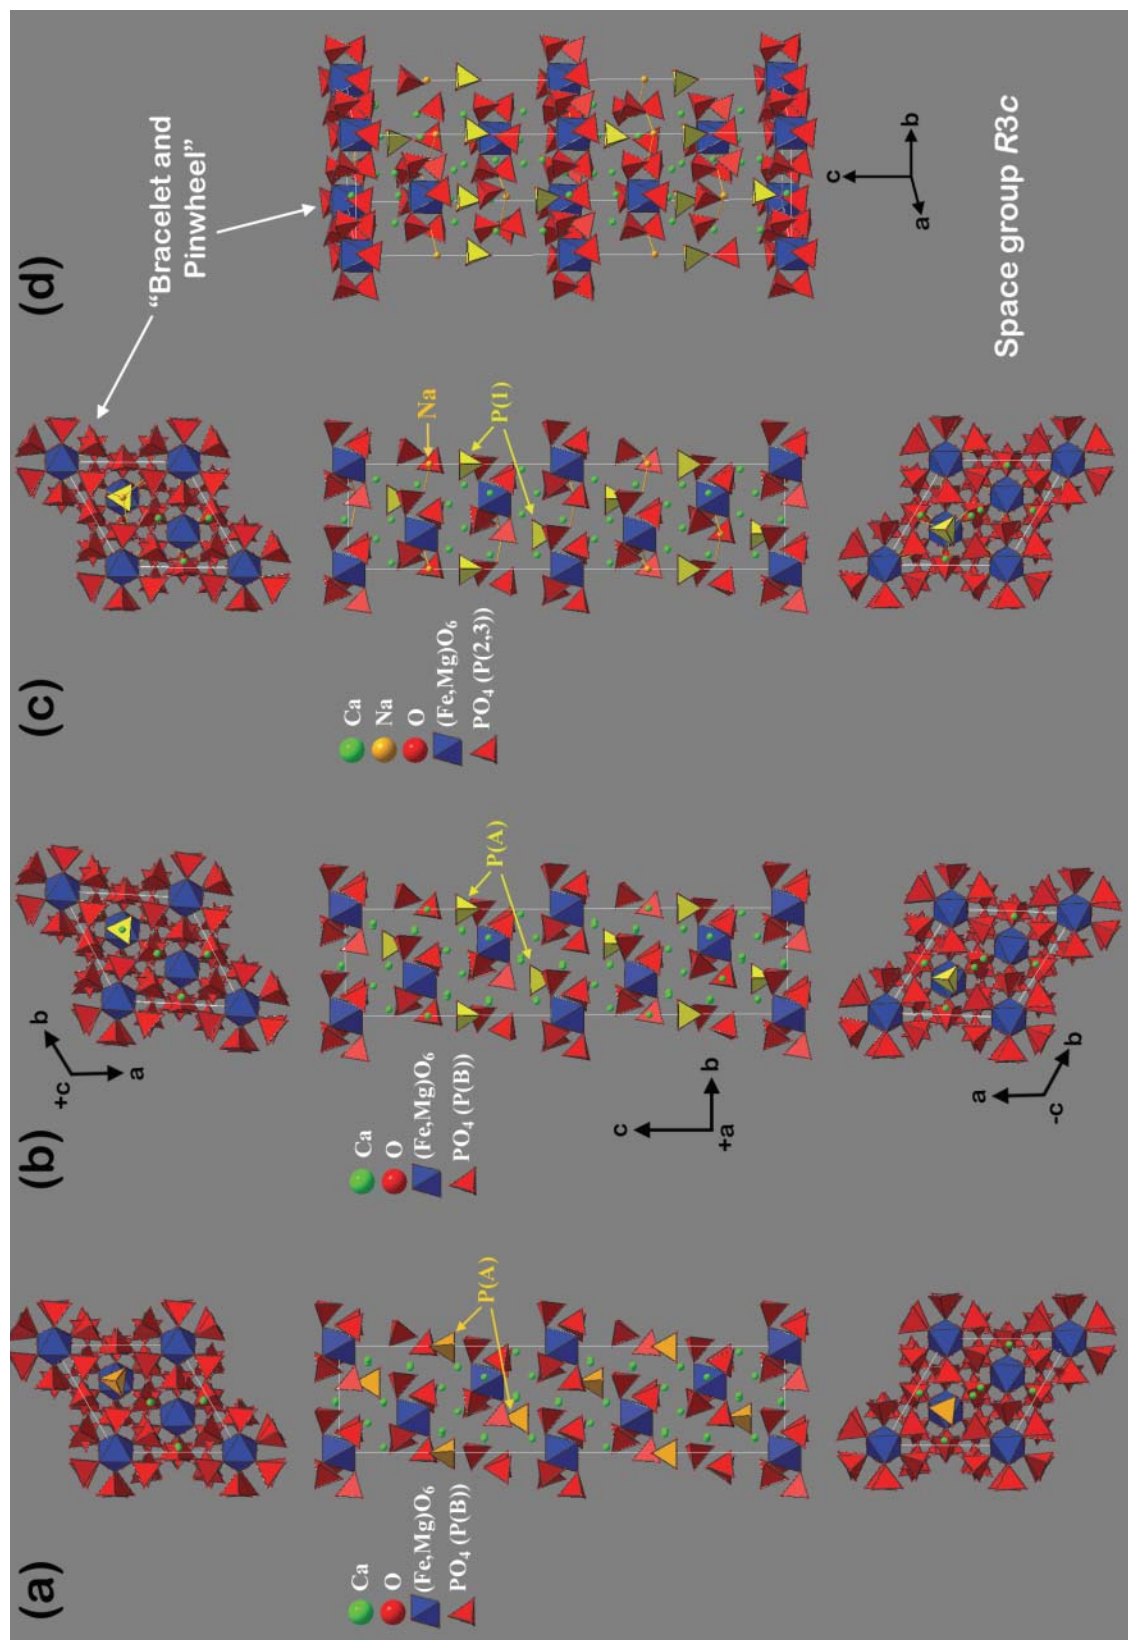 (a)
Ca
O
(Fe,Mg)O₆
PO₄ (P(B))
P(A)
(b)
b
+c
a
Ca
O
(Fe,Mg)O₆
PO₄ (P(B))
P(A)
c
+a
b
a
-c
b
(c)
Ca
Na
O
(Fe,Mg)O₆
PO₄ (P(2,3))
Na
P(1)
(d)
“Bracelet and
Pinwheel”
c
a
b
Space group R3c